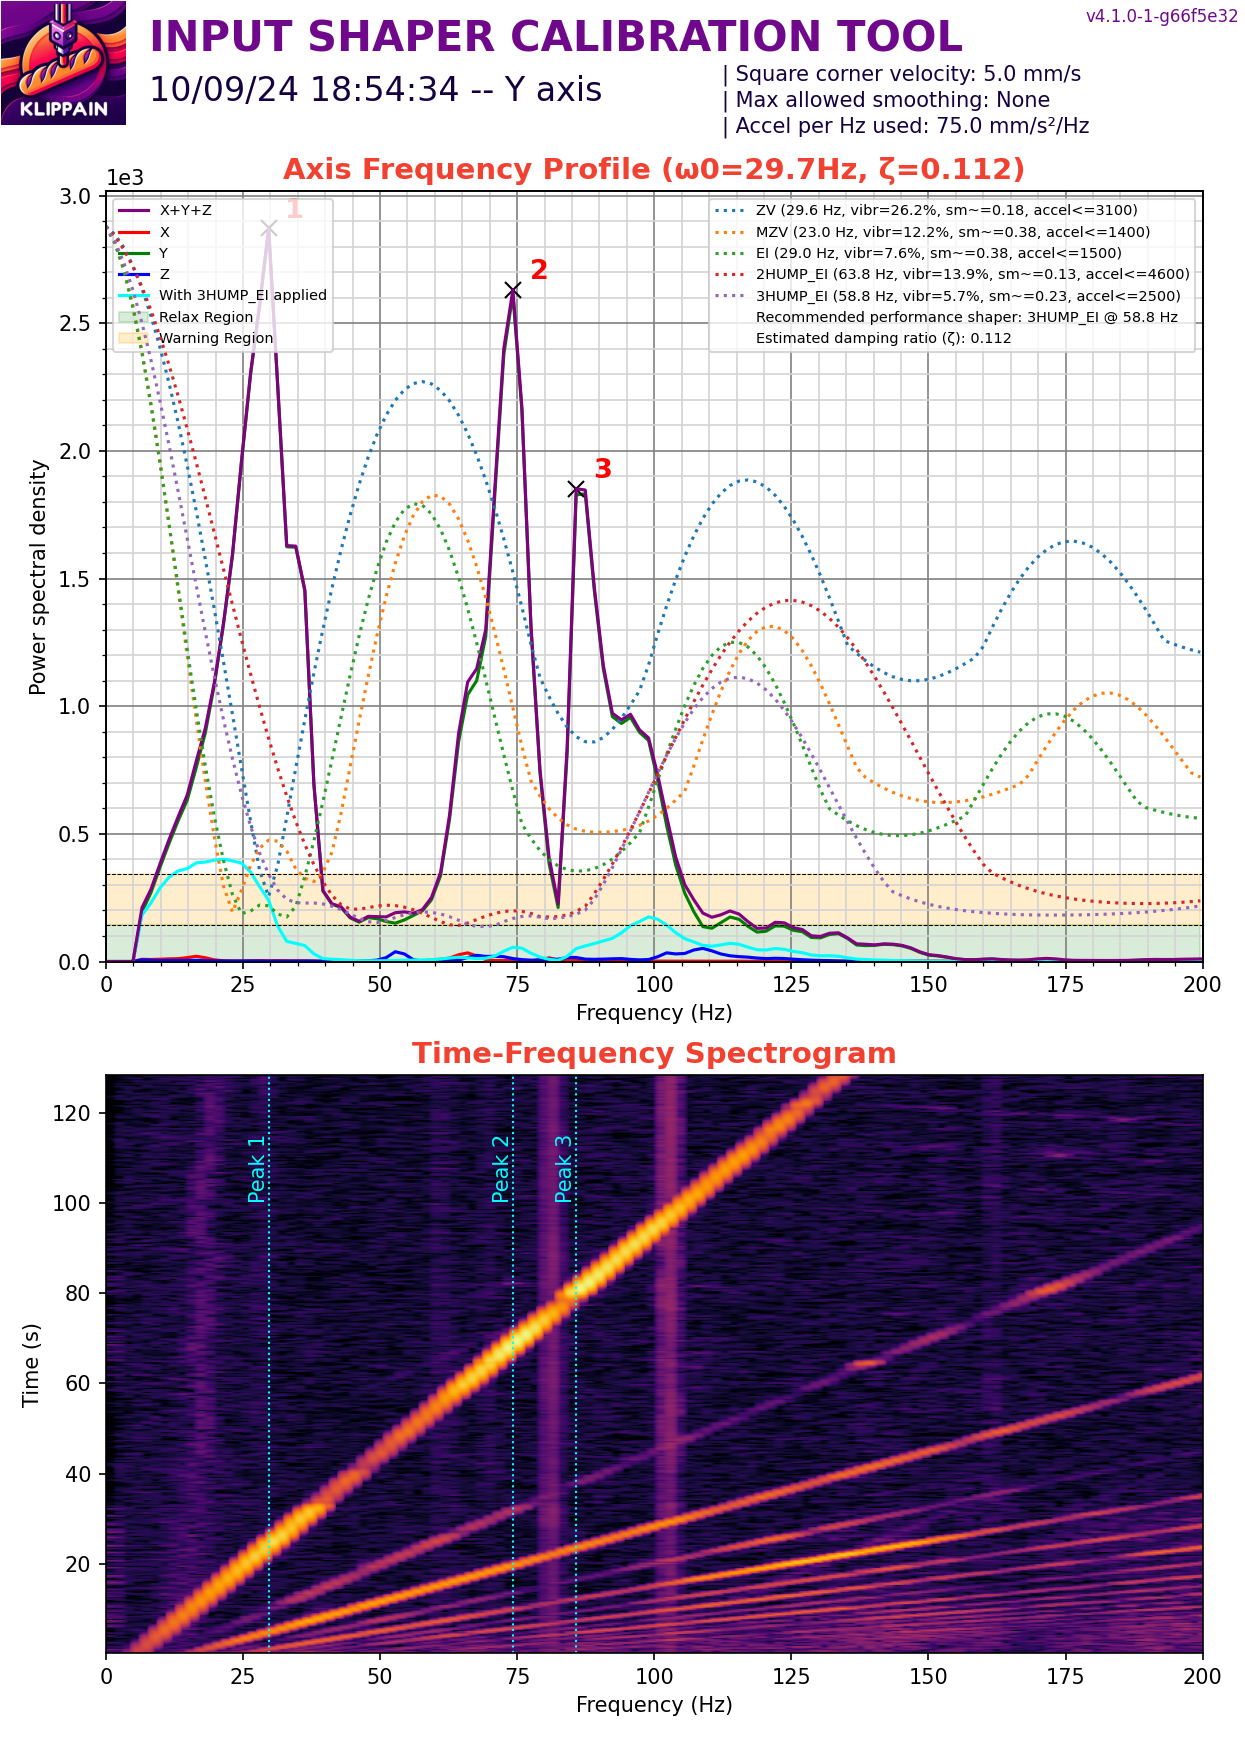 v4.1.0-1-g66f5e32
INPUT SHAPER CALIBRATION TOOL
10/09/24 18:54:34 -- Y axis
| Square corner velocity: 5.0 mm/s
| Max allowed smoothing: None
| Accel per Hz used: 75.0 mm/s²/Hz
KLIPPAIN
Axis Frequency Profile (ω0=29.7Hz, ζ=0.112)
1e3
3.0
2.5
2.0
1.5
1.0
0.5
0.0
Power spectral density
X+Y+Z
X
Y
Z
With 3HUMP_EI applied
Relax Region
Warning Region
1
2
3
ZV (29.6 Hz, vibr=26.2%, sm~=0.18, accel<=3100)
MZV (23.0 Hz, vibr=12.2%, sm~=0.38, accel<=1400)
EI (29.0 Hz, vibr=7.6%, sm~=0.38, accel<=1500)
2HUMP_EI (63.8 Hz, vibr=13.9%, sm~=0.13, accel<=4600)
3HUMP_EI (58.8 Hz, vibr=5.7%, sm~=0.23, accel<=2500)
Recommended performance shaper: 3HUMP_EI @ 58.8 Hz
Estimated damping ratio (ζ): 0.112
0 25 50 75 100 125 150 175 200
Frequency (Hz)
Time-Frequency Spectrogram
120
100
80
60
40
20
Time (s)
Peak 1
Peak 2
Peak 3
0 25 50 75 100 125 150 175 200
Frequency (Hz)